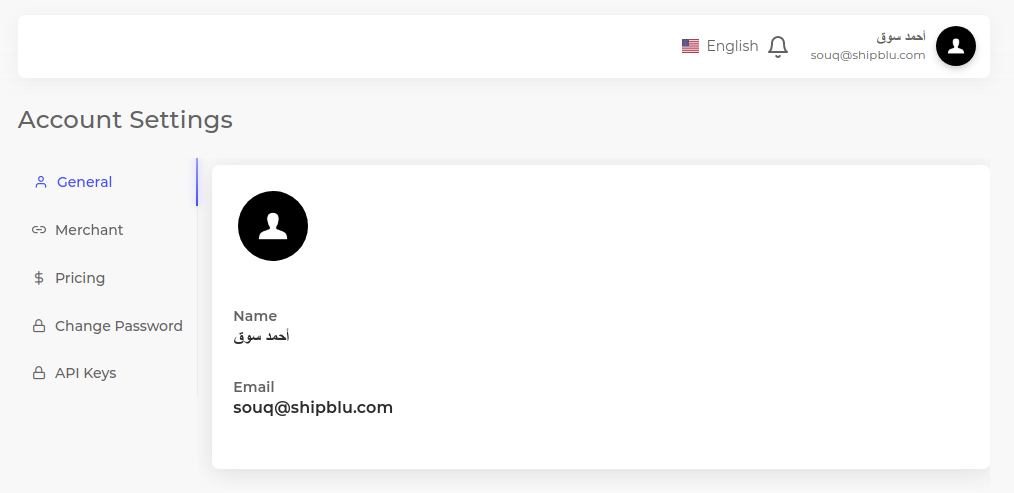 English
أحمد سوق
souq@shipblu.com
Account Settings
General
Merchant
Pricing
Change Password
API Keys
Name
أحمد سوق
Email
souq@shipblu.com